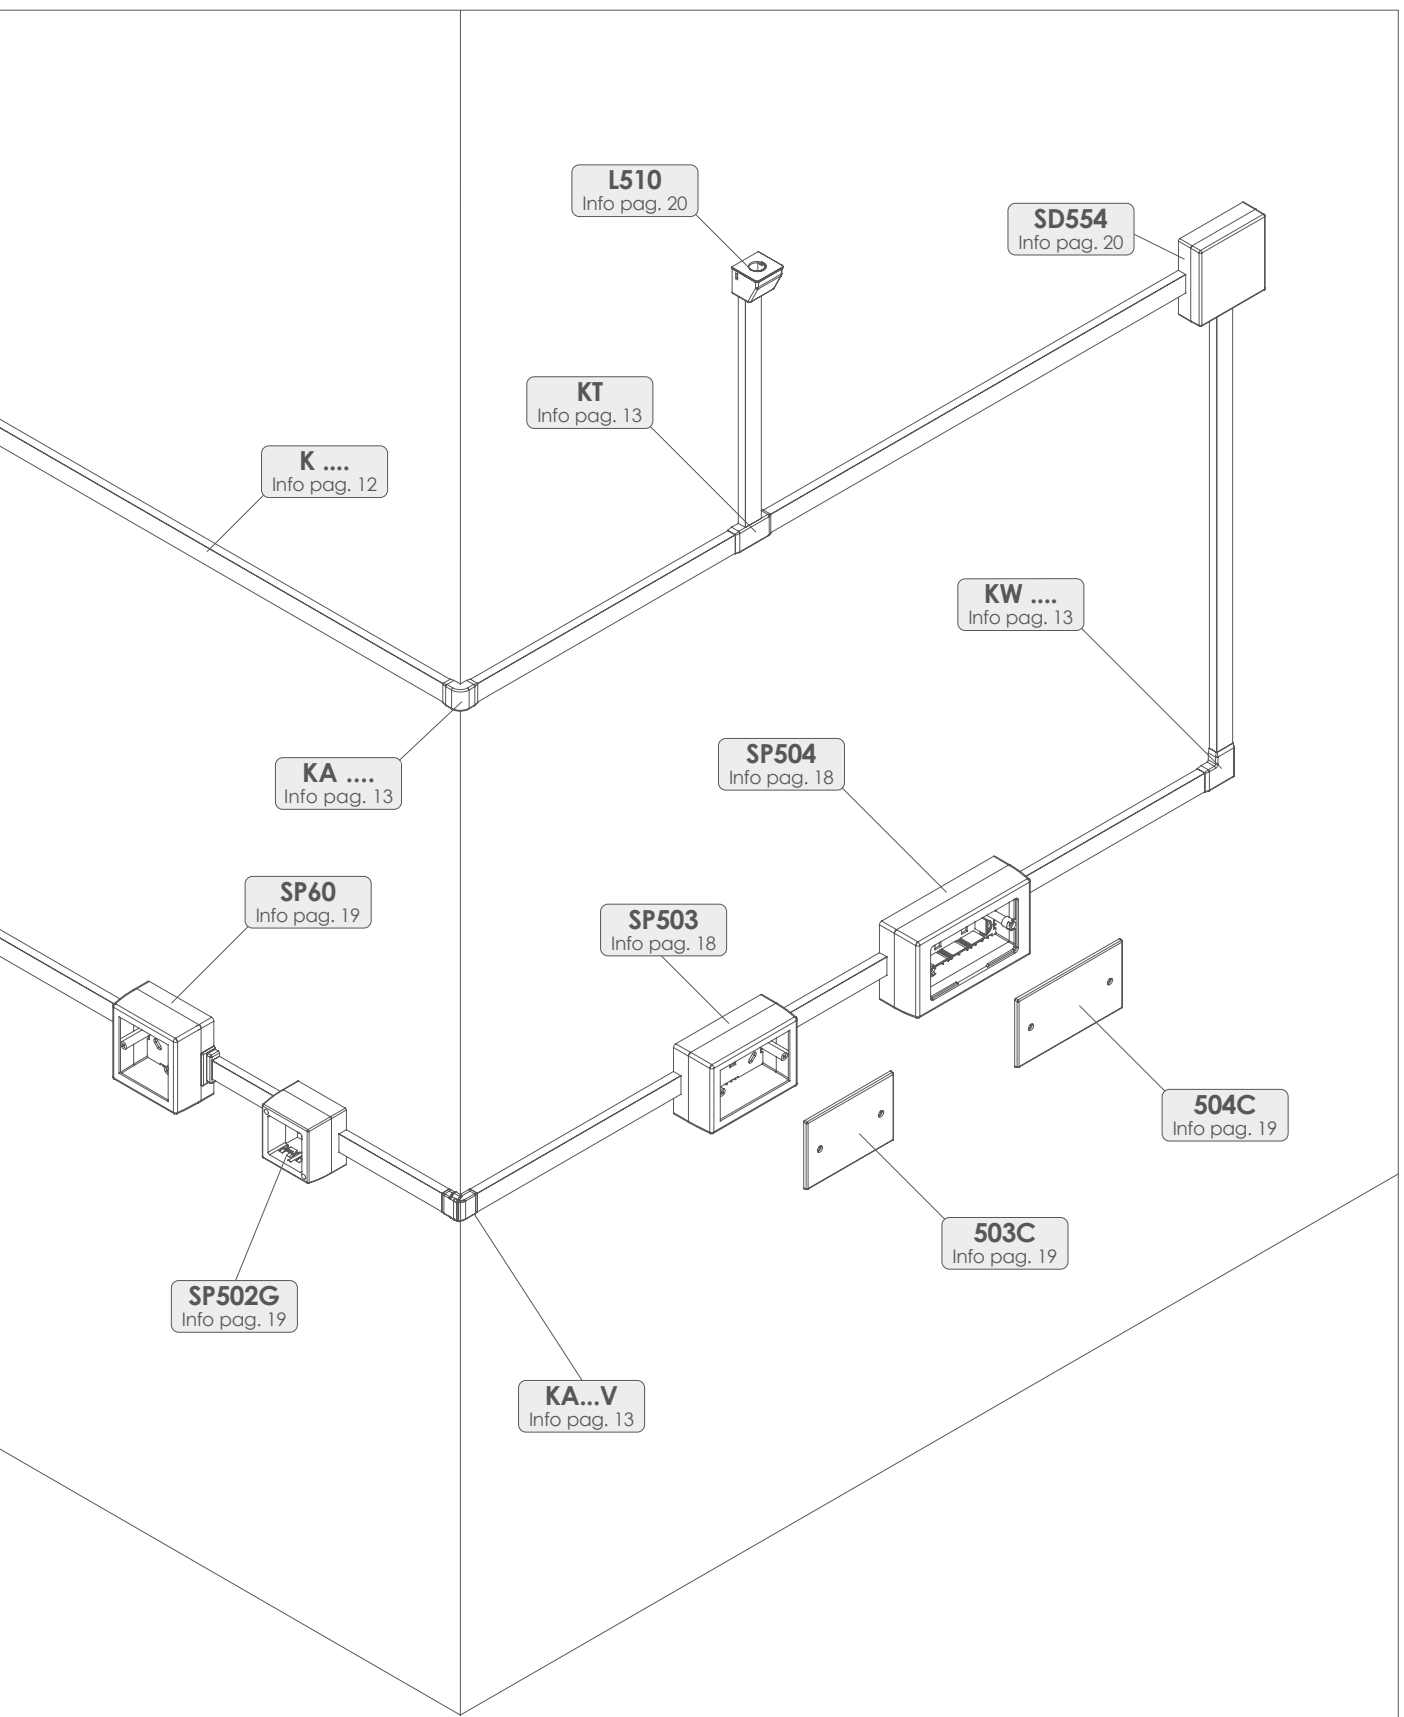 L510
Info pag. 20
SD554
Info pag. 20
KT
Info pag. 13
K ....
Info pag. 12
KW ....
Info pag. 13
KA ....
Info pag. 13
SP504
Info pag. 18
SP60
Info pag. 19
SP503
Info pag. 18
504C
Info pag. 19
503C
Info pag. 19
SP502G
Info pag. 19
KA...V
Info pag. 13